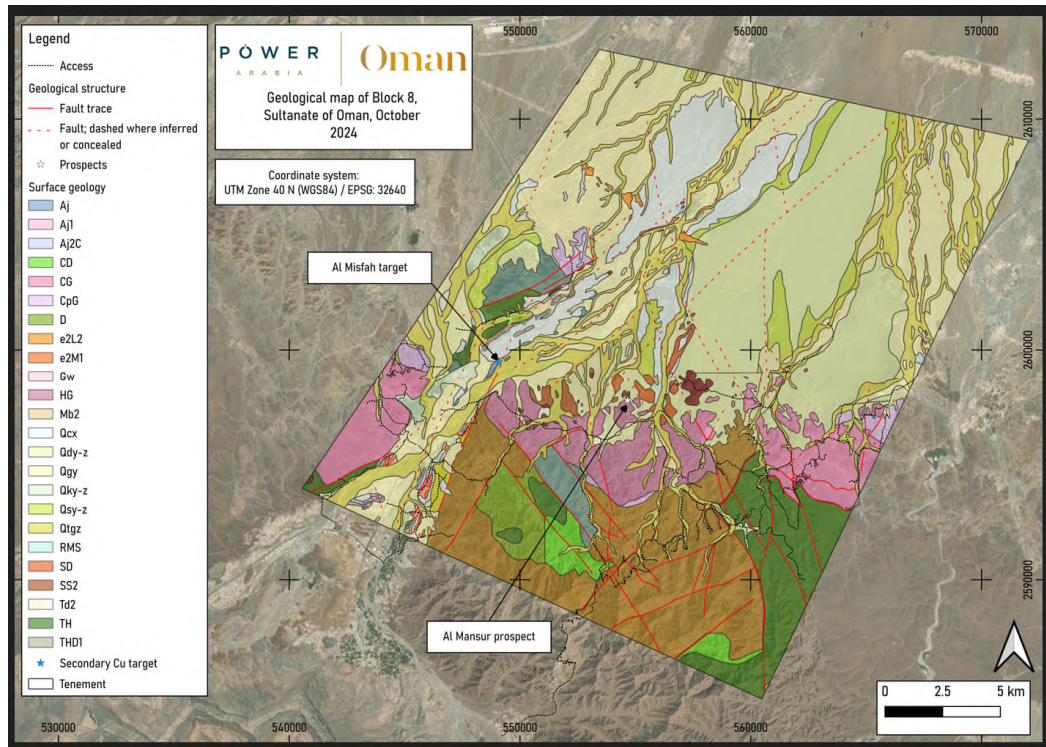 Legend
Access
Geological structure
Fault trace
Fault; dashed where inferred
or concealed
Prospects
Surface geology
Aj
Aj1
Aj2C
CD
CG
CpG
D
e2L2
e2M1
Gw
HG
Mb2
Qcx
Qdy-z
Qgy
Qky-z
Qsy-z
Qtgz
RMS
SD
SS2
Td2
TH
THD1
Secondary Cu target
Tenement
POWER
ARABIA
Oman
Geological map of Block 8,
Sultanate of Oman, October
2024
Coordinate system:
UTM Zone 40 N (WGS84) / EPSG: 32640
Al Misfah target
Al Mansur prospect
550000
560000
570000
2610000
2600000
2590000
530000
540000
550000
560000
0 2.5 5 km